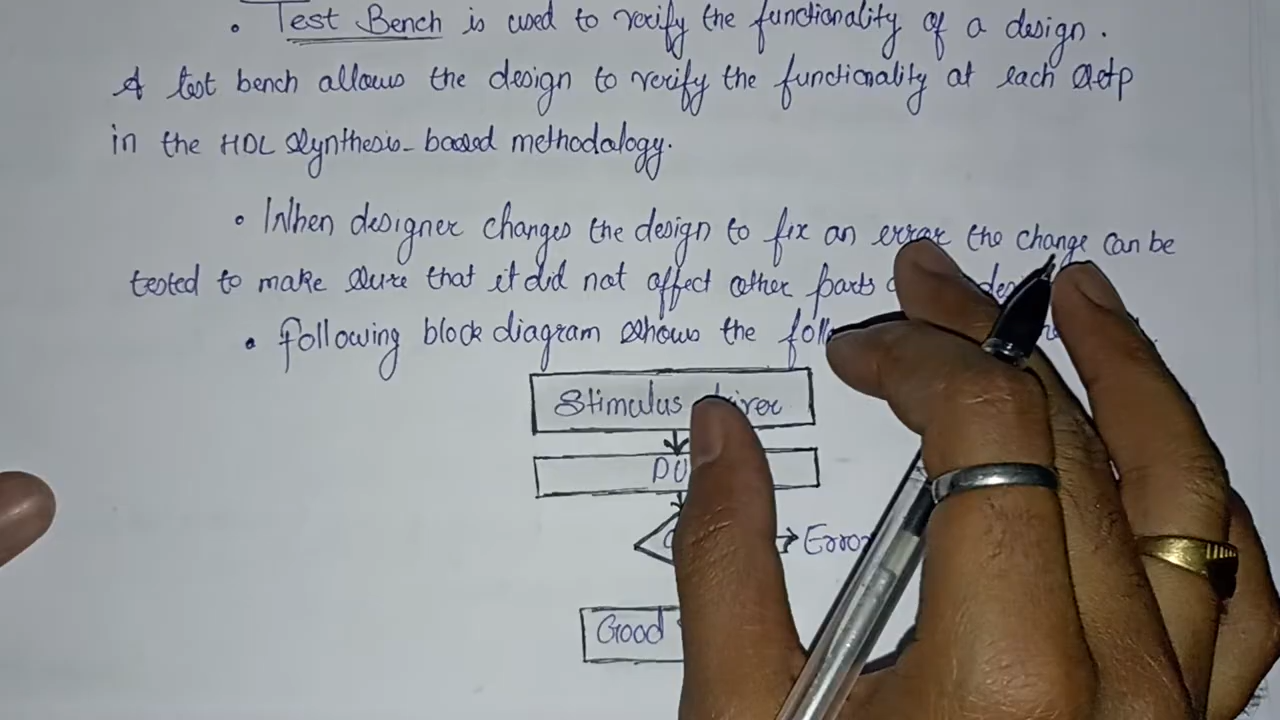 • Test Bench is used to verify the functionality of a design.
A test bench allows the design to verify the functionality at each step
in the HDL synthesis-based methodology.
• When designer changes the design to fix an error the change can be
tested to make sure that it did not affect other parts
• Following block diagram shows the
Stimulus
Error
Good